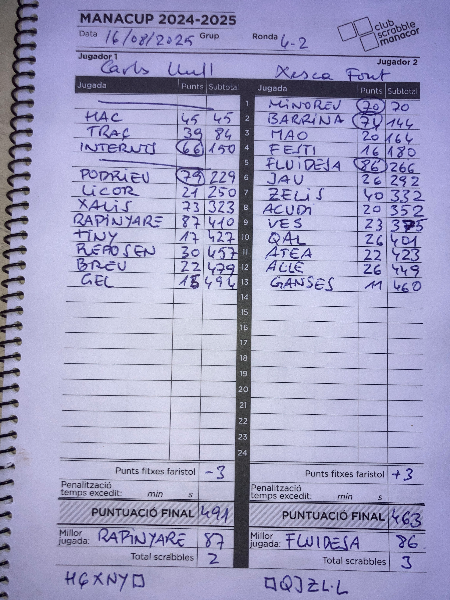 MANACUP 2024-2025
club scrabble manacor
Data 16/08/2025 Grup Ronda 4-2
Jugador 1 Jugador 2
Carles Llull Xesca Font
Jugada Punts Subtotal Jugada Punts Subtotal
1 MINOREU 70 70
HAC 45 45 2 BARRINA 74 144
TRAÇ 39 84 3 MAO 20 164
INTERNIS 66 150 4 FESTI 16 180
5 FLUIDESA 86 266
PODRIEU 79 229 6 JAU 26 292
LICOR 21 250 7 ZELIS 40 332
XALIS 73 323 8 ACUDI 20 352
RAPINYARE 87 410 9 VES 23 375
TINY 17 427 10 QAL 26 401
REPOSEN 30 457 11 ATEA 22 423
BREU 22 479 12 ALLE 26 449
GEL 15 494 13 GANSES 11 460
14
15
16
17
18
19
20
21
22
23
24
Punts fitxes faristol -3 Punts fitxes faristol +3
Penalització temps excedit: min s Penalització temps excedit: min s
PUNTUACIÓ FINAL 491 PUNTUACIÓ FINAL 463
Millor jugada: RAPINYARE 87 Millor jugada: FLUIDESA 86
Total scrabbles 2 Total scrabbles 3
HGXNY□ □QJZL·L